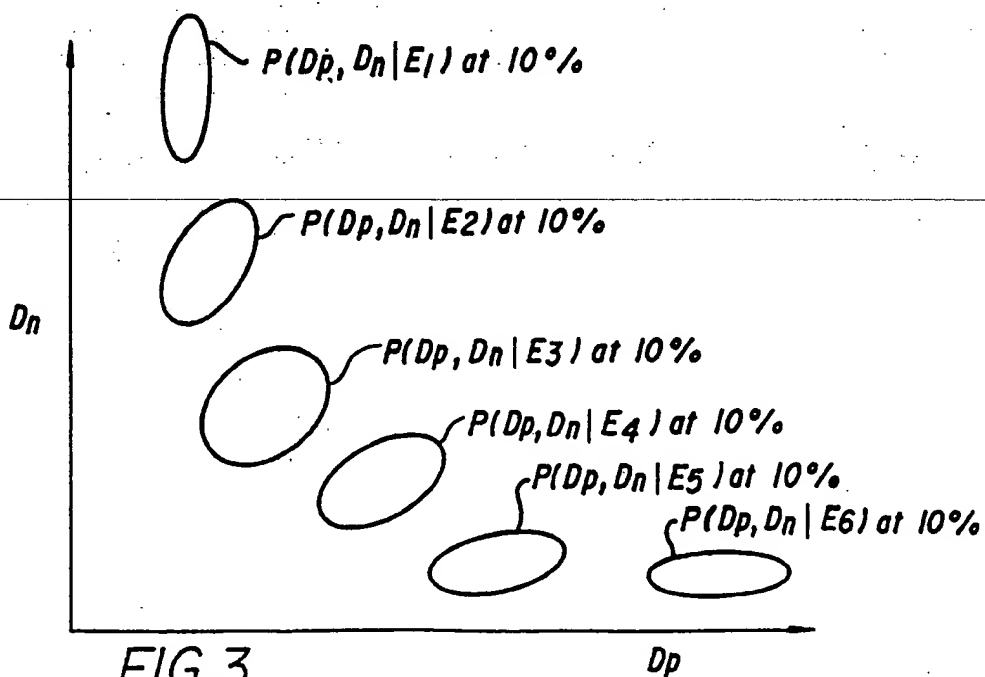 P(Dp, Dn|E1) at 10%
P(Dp, Dn|E2) at 10%
Dn
P(Dp, Dn|E3) at 10%
P(Dp, Dn|E4) at 10%
P(Dp, Dn|E5) at 10%
P(Dp, Dn|E6) at 10%
FIG.3
Dp